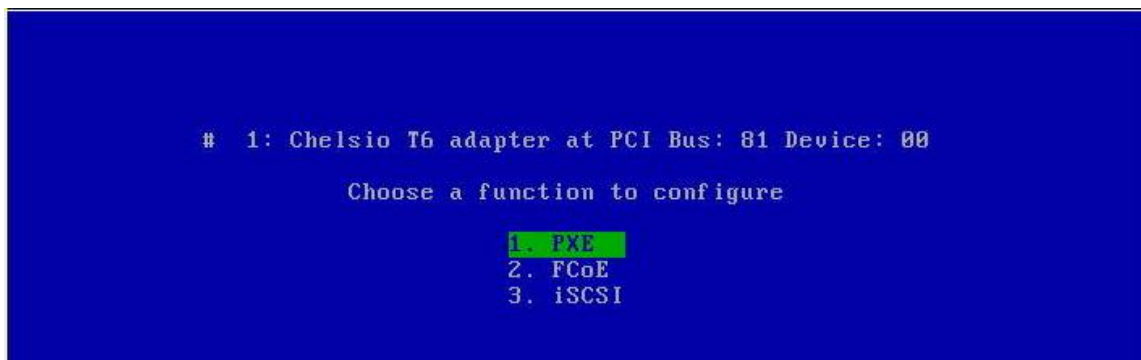 # 1: Chelsio T6 adapter at PCI Bus: 81 Device: 00
Choose a function to configure
1. PXE
2. FCoE
3. iSCSI